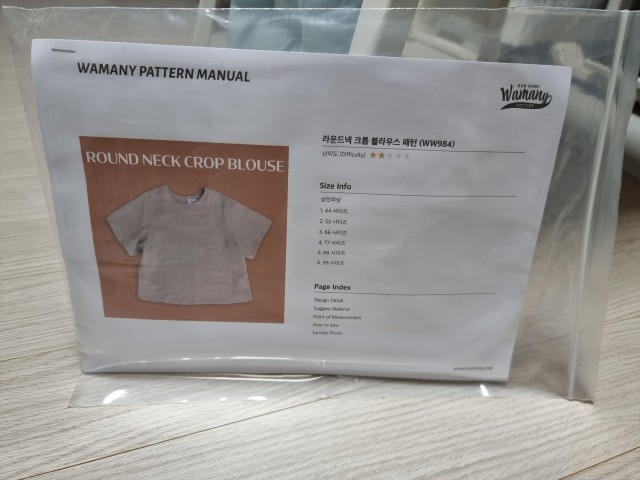 WAMANY PATTERN MANUAL
Wamany
ROUND NECK CROP BLOUSE
라운드넥 크롭 블라우스 패턴 (WW984)
난이도 (Difficulty)
Size Info
성인여성
1. 44 사이즈
2. 55 사이즈
3. 66 사이즈
4. 77 사이즈
5. 88 사이즈
6. 99 사이즈
Page Index
Design Detail
Suggest Material
Point of Measurement
How to Sew
Sample Photo
www.wamany.com